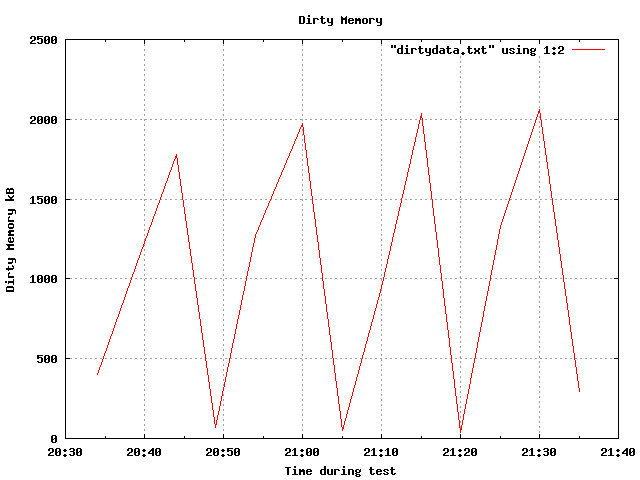 Dirty Memory
"dirtydata.txt" using 1:2
2500
2000
1500
1000
500
0
Dirty Memory kB
20:30 20:40 20:50 21:00 21:10 21:20 21:30 21:40
Time during test